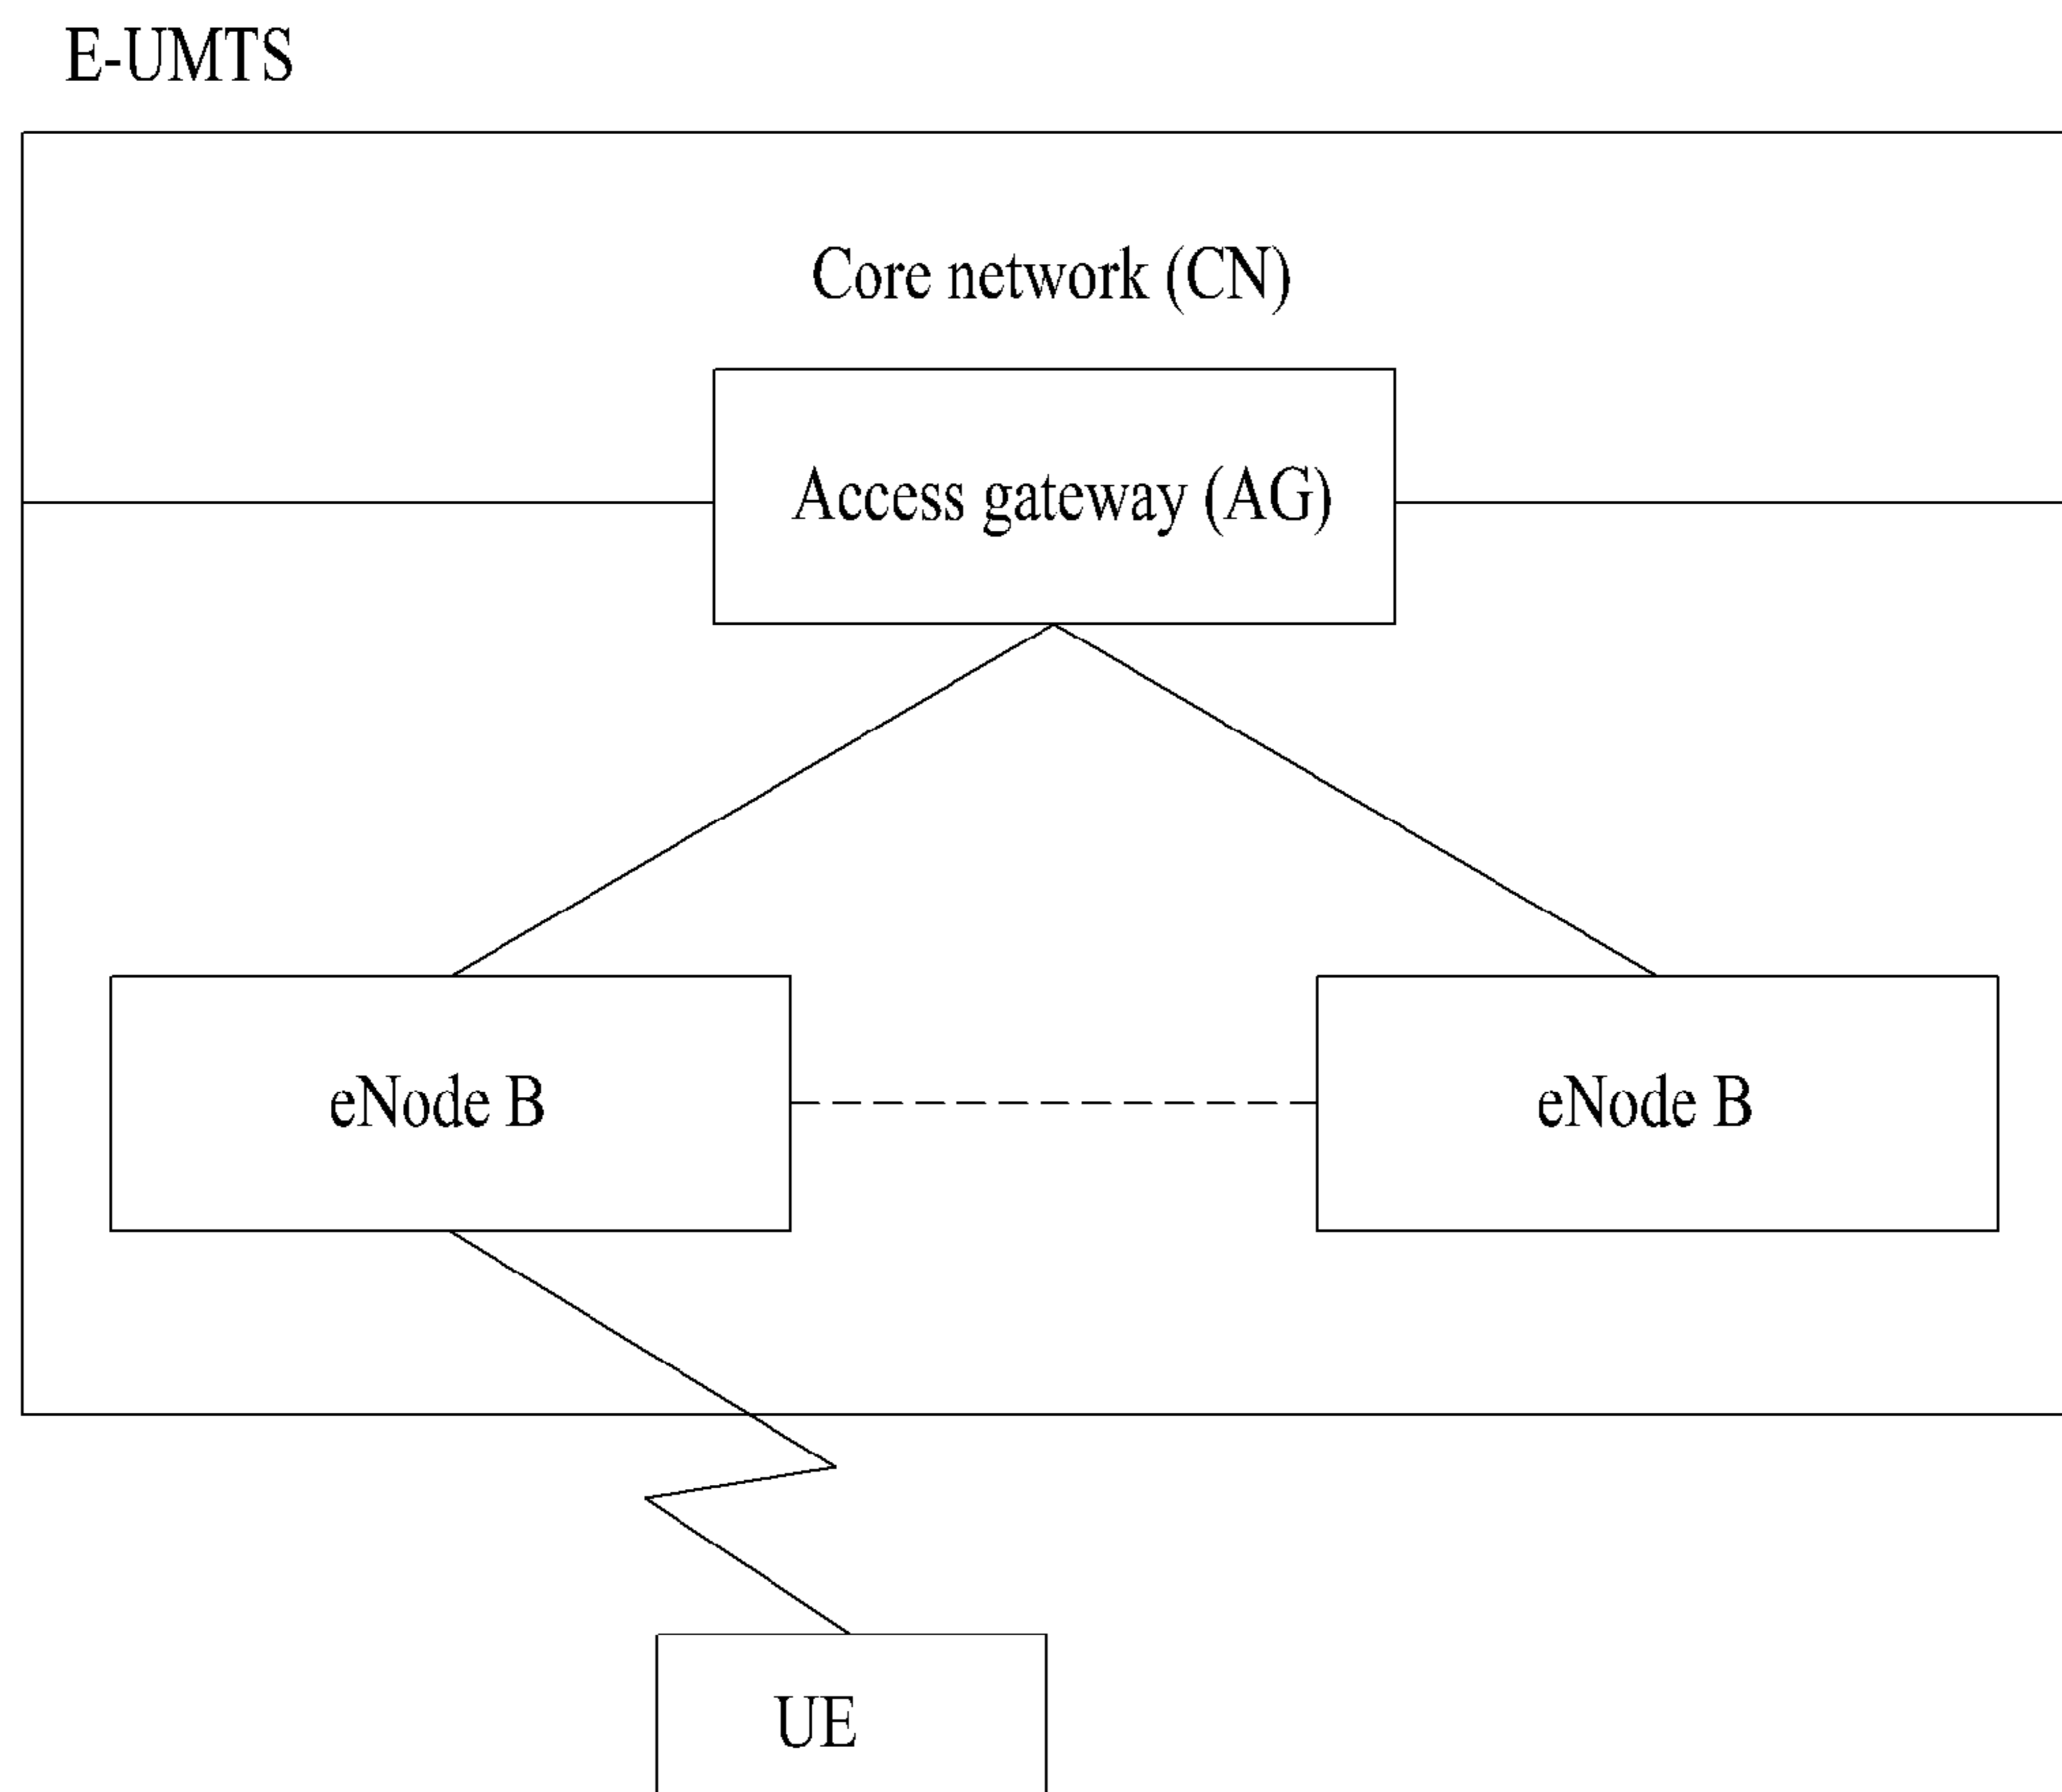 E-UMTS
Core network (CN)
Access gateway (AG)
eNode B
eNode B
UE